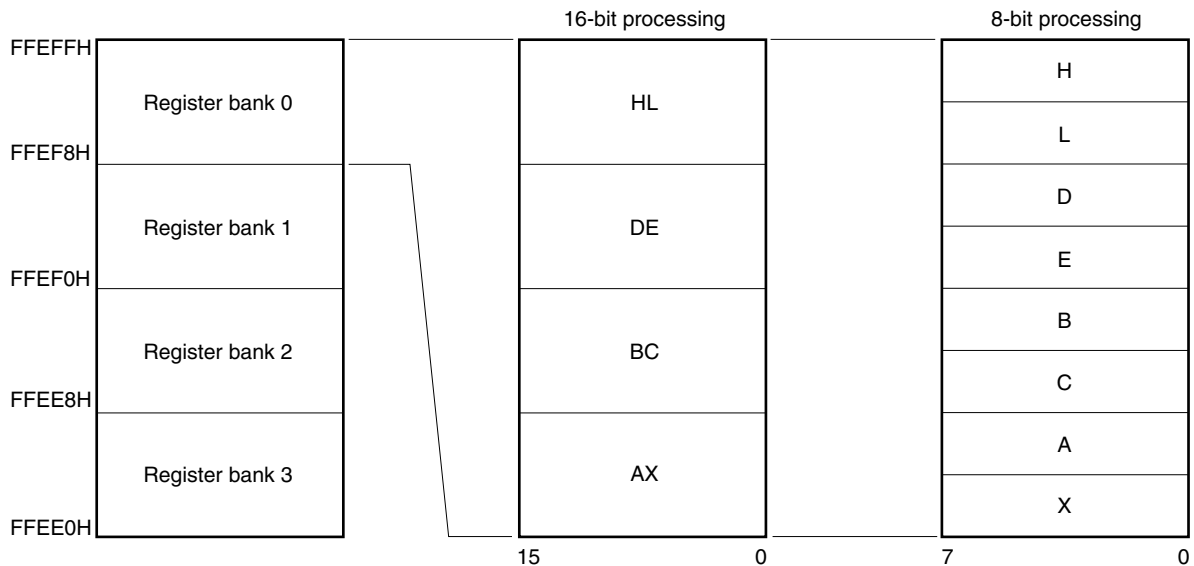 16-bit processing
8-bit processing
FFEFFH
Register bank 0
HL
H
L
FFEF8H
Register bank 1
DE
D
E
FFEF0H
Register bank 2
BC
B
C
FFEE8H
Register bank 3
AX
A
X
FFEE0H
15
0
7
0